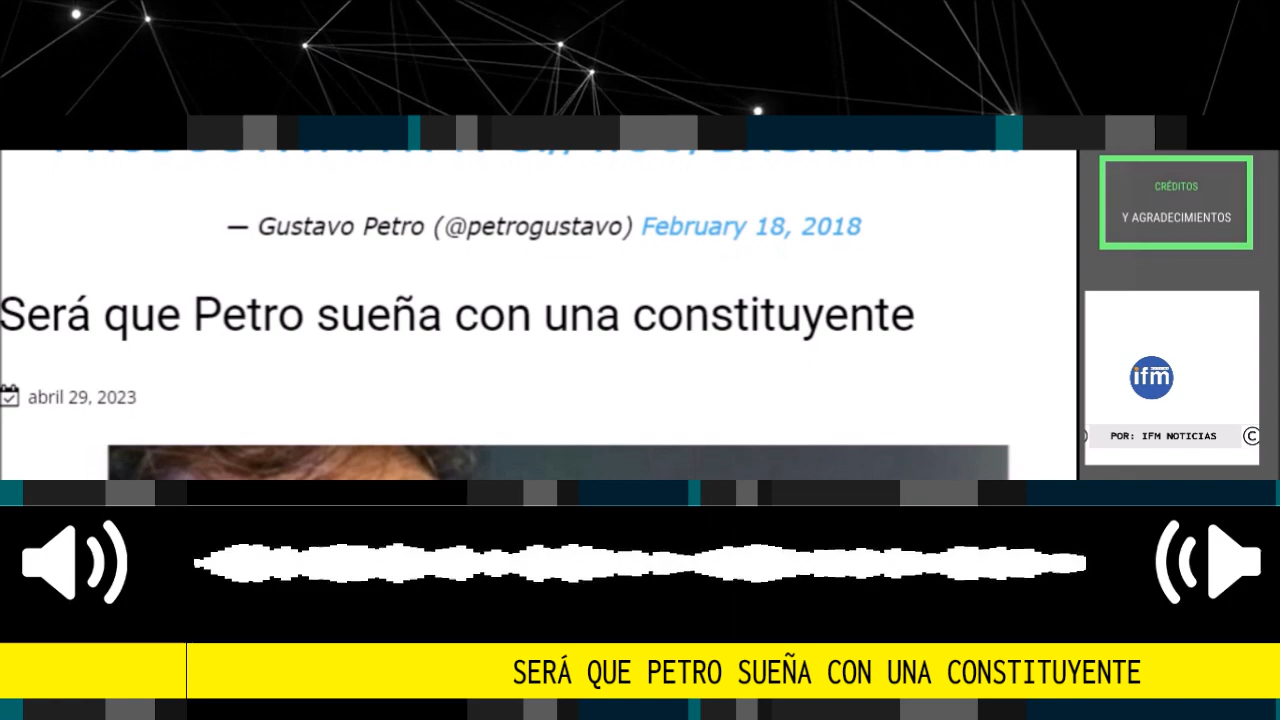 — Gustavo Petro (@petrogustavo) February 18, 2018
Será que Petro sueña con una constituyente
abril 29, 2023
CRÉDITOS
Y AGRADECIMIENTOS
ifm
POR: IFM NOTICIAS
SERÁ QUE PETRO SUEÑA CON UNA CONSTITUYENTE